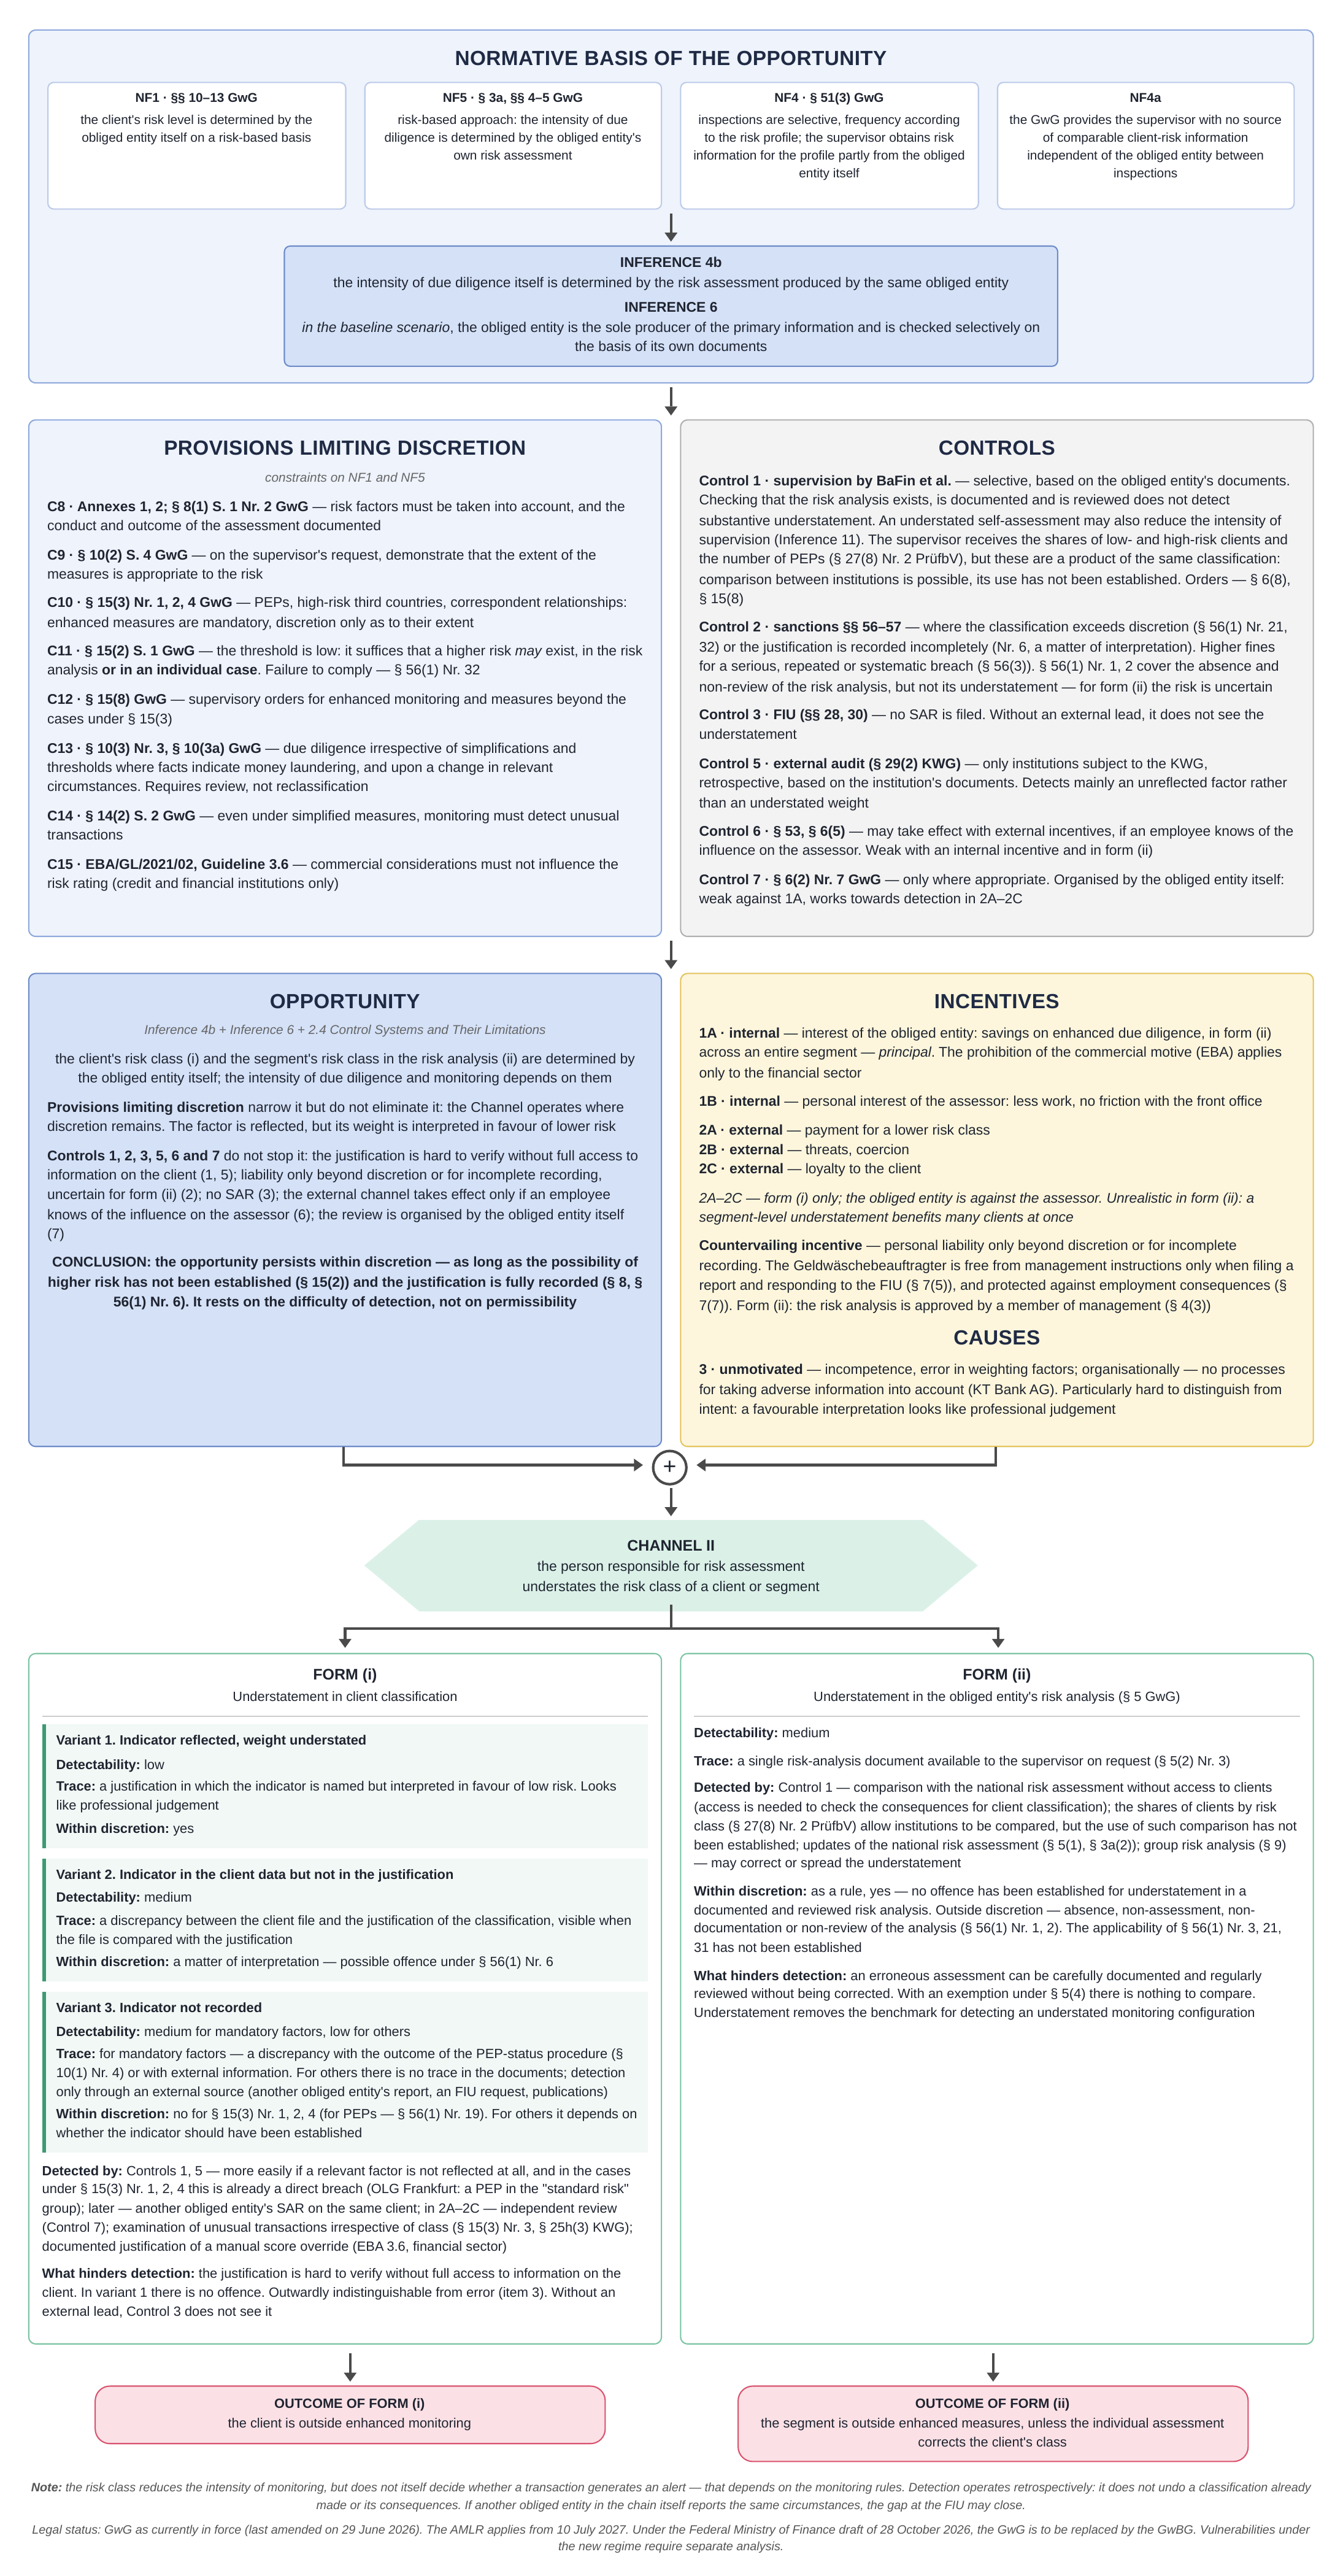 NORMATIVE BASIS OF THE OPPORTUNITY
NF1 · §§ 10–13 GwG
the client's risk level is determined by the
obliged entity itself on a risk-based basis
NF5 · § 3a, §§ 4–5 GwG
risk-based approach: the intensity of due
diligence is determined by the obliged entity's
own risk assessment
NF4 · § 51(3) GwG
inspections are selective, frequency according
to the risk profile; the supervisor obtains risk
information for the profile partly from the obliged
entity itself
NF4a
the GwG provides the supervisor with no source
of comparable client-risk information
independent of the obliged entity between
inspections
INFERENCE 4b
the intensity of due diligence itself is determined by the risk assessment produced by the same obliged entity
INFERENCE 6
in the baseline scenario, the obliged entity is the sole producer of the primary information and is checked selectively on
the basis of its own documents
PROVISIONS LIMITING DISCRETION
constraints on NF1 and NF5
C8 · Annexes 1, 2; § 8(1) S. 1 Nr. 2 GwG — risk factors must be taken into account, and the
conduct and outcome of the assessment documented
C9 · § 10(2) S. 4 GwG — on the supervisor's request, demonstrate that the extent of the
measures is appropriate to the risk
C10 · § 15(3) Nr. 1, 2, 4 GwG — PEPs, high-risk third countries, correspondent relationships:
enhanced measures are mandatory, discretion only as to their extent
C11 · § 15(2) S. 1 GwG — the threshold is low: it suffices that a higher risk may exist, in the risk
analysis or in an individual case. Failure to comply — § 56(1) Nr. 32
C12 · § 15(8) GwG — supervisory orders for enhanced monitoring and measures beyond the
cases under § 15(3)
C13 · § 10(3) Nr. 3, § 10(3a) GwG — due diligence irrespective of simplifications and
thresholds where facts indicate money laundering, and upon a change in relevant
circumstances. Requires review, not reclassification
C14 · § 14(2) S. 2 GwG — even under simplified measures, monitoring must detect unusual
transactions
C15 · EBA/GL/2021/02, Guideline 3.6 — commercial considerations must not influence the
risk rating (credit and financial institutions only)
CONTROLS
Control 1 · supervision by BaFin et al. — selective, based on the obliged entity's documents.
Checking that the risk analysis exists, is documented and is reviewed does not detect
substantive understatement. An understated self-assessment may also reduce the intensity of
supervision (Inference 11). The supervisor receives the shares of low- and high-risk clients and
the number of PEPs (§ 27(8) Nr. 2 PrüfbV), but these are a product of the same classification:
comparison between institutions is possible, its use has not been established. Orders — § 6(8),
§ 15(8)
Control 2 · sanctions §§ 56–57 — where the classification exceeds discretion (§ 56(1) Nr. 21,
32) or the justification is recorded incompletely (Nr. 6, a matter of interpretation). Higher fines
for a serious, repeated or systematic breach (§ 56(3)). § 56(1) Nr. 1, 2 cover the absence and
non-review of the risk analysis, but not its understatement — for form (ii) the risk is uncertain
Control 3 · FIU (§§ 28, 30) — no SAR is filed. Without an external lead, it does not see the
understatement
Control 5 · external audit (§ 29(2) KWG) — only institutions subject to the KWG,
retrospective, based on the institution's documents. Detects mainly an unreflected factor rather
than an understated weight
Control 6 · § 53, § 6(5) — may take effect with external incentives, if an employee knows of the
influence on the assessor. Weak with an internal incentive and in form (ii)
Control 7 · § 6(2) Nr. 7 GwG — only where appropriate. Organised by the obliged entity itself:
weak against 1A, works towards detection in 2A–2C
OPPORTUNITY
Inference 4b + Inference 6 + 2.4 Control Systems and Their Limitations
the client's risk class (i) and the segment's risk class in the risk analysis (ii) are determined by
the obliged entity itself; the intensity of due diligence and monitoring depends on them
Provisions limiting discretion narrow it but do not eliminate it: the Channel operates where
discretion remains. The factor is reflected, but its weight is interpreted in favour of lower risk
Controls 1, 2, 3, 5, 6 and 7 do not stop it: the justification is hard to verify without full access to
information on the client (1, 5); liability only beyond discretion or for incomplete recording,
uncertain for form (ii) (2); no SAR (3); the external channel takes effect only if an employee
knows of the influence on the assessor (6); the review is organised by the obliged entity itself
(7)
CONCLUSION: the opportunity persists within discretion — as long as the possibility of
higher risk has not been established (§ 15(2)) and the justification is fully recorded (§ 8, §
56(1) Nr. 6). It rests on the difficulty of detection, not on permissibility
INCENTIVES
1A · internal — interest of the obliged entity: savings on enhanced due diligence, in form (ii)
across an entire segment — principal. The prohibition of the commercial motive (EBA) applies
only to the financial sector
1B · internal — personal interest of the assessor: less work, no friction with the front office
2A · external — payment for a lower risk class
2B · external — threats, coercion
2C · external — loyalty to the client
2A–2C — form (i) only; the obliged entity is against the assessor. Unrealistic in form (ii): a
segment-level understatement benefits many clients at once
Countervailing incentive — personal liability only beyond discretion or for incomplete
recording. The Geldwäschebeauftragter is free from management instructions only when filing a
report and responding to the FIU (§ 7(5)), and protected against employment consequences (§
7(7)). Form (ii): the risk analysis is approved by a member of management (§ 4(3))
CAUSES
3 · unmotivated — incompetence, error in weighting factors; organisationally — no processes
for taking adverse information into account (KT Bank AG). Particularly hard to distinguish from
intent: a favourable interpretation looks like professional judgement
+
CHANNEL II
the person responsible for risk assessment
understates the risk class of a client or segment
FORM (i)
Understatement in client classification
Variant 1. Indicator reflected, weight understated
Detectability: low
Trace: a justification in which the indicator is named but interpreted in favour of low risk. Looks
like professional judgement
Within discretion: yes
Variant 2. Indicator in the client data but not in the justification
Detectability: medium
Trace: a discrepancy between the client file and the justification of the classification, visible when
the file is compared with the justification
Within discretion: a matter of interpretation — possible offence under § 56(1) Nr. 6
Variant 3. Indicator not recorded
Detectability: medium for mandatory factors, low for others
Trace: for mandatory factors — a discrepancy with the outcome of the PEP-status procedure (§
10(1) Nr. 4) or with external information. For others there is no trace in the documents; detection
only through an external source (another obliged entity's report, an FIU request, publications)
Within discretion: no for § 15(3) Nr. 1, 2, 4 (for PEPs — § 56(1) Nr. 19). For others it depends on
whether the indicator should have been established
Detected by: Controls 1, 5 — more easily if a relevant factor is not reflected at all, and in the cases
under § 15(3) Nr. 1, 2, 4 this is already a direct breach (OLG Frankfurt: a PEP in the "standard risk"
group); later — another obliged entity's SAR on the same client; in 2A–2C — independent review
(Control 7); examination of unusual transactions irrespective of class (§ 15(3) Nr. 3, § 25h(3) KWG);
documented justification of a manual score override (EBA 3.6, financial sector)
What hinders detection: the justification is hard to verify without full access to information on the
client. In variant 1 there is no offence. Outwardly indistinguishable from error (item 3). Without an
external lead, Control 3 does not see it
FORM (ii)
Understatement in the obliged entity's risk analysis (§ 5 GwG)
Detectability: medium
Trace: a single risk-analysis document available to the supervisor on request (§ 5(2) Nr. 3)
Detected by: Control 1 — comparison with the national risk assessment without access to clients
(access is needed to check the consequences for client classification); the shares of clients by risk
class (§ 27(8) Nr. 2 PrüfbV) allow institutions to be compared, but the use of such comparison has not
been established; updates of the national risk assessment (§ 5(1), § 3a(2)); group risk analysis (§ 9)
— may correct or spread the understatement
Within discretion: as a rule, yes — no offence has been established for understatement in a
documented and reviewed risk analysis. Outside discretion — absence, non-assessment, non-
documentation or non-review of the analysis (§ 56(1) Nr. 1, 2). The applicability of § 56(1) Nr. 3, 21,
31 has not been established
What hinders detection: an erroneous assessment can be carefully documented and regularly
reviewed without being corrected. With an exemption under § 5(4) there is nothing to compare.
Understatement removes the benchmark for detecting an understated monitoring configuration
OUTCOME OF FORM (i)
the client is outside enhanced monitoring
OUTCOME OF FORM (ii)
the segment is outside enhanced measures, unless the individual assessment
corrects the client's class
Note: the risk class reduces the intensity of monitoring, but does not itself decide whether a transaction generates an alert — that depends on the monitoring rules. Detection operates retrospectively: it does not undo a classification already
made or its consequences. If another obliged entity in the chain itself reports the same circumstances, the gap at the FIU may close.
Legal status: GwG as currently in force (last amended on 29 June 2026). The AMLR applies from 10 July 2027. Under the Federal Ministry of Finance draft of 28 October 2026, the GwG is to be replaced by the GwBG. Vulnerabilities under
the new regime require separate analysis.